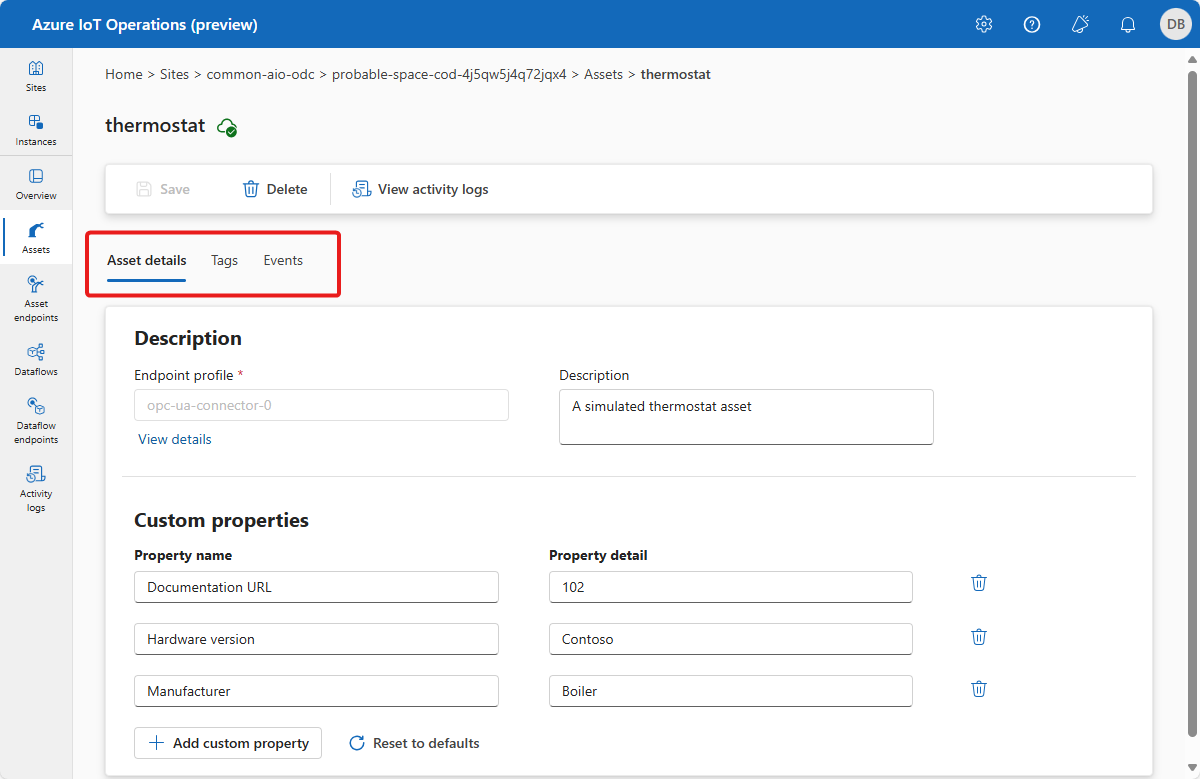 Azure IoT Operations (preview)
DB
Sites
Instances
Overview
Assets
Asset
endpoints
Dataflows
Dataflow
endpoints
Activity
logs
Home > Sites > common-aio-odc > probable-space-cod-4j5qw5j4q72jqx4 > Assets > thermostat
thermostat
Save Delete View activity logs
Asset details Tags Events
Description
Endpoint profile * Description
opc-ua-connector-0 A simulated thermostat asset
View details
Custom properties
Property name Property detail
Documentation URL 102
Hardware version Contoso
Manufacturer Boiler
Add custom property Reset to defaults